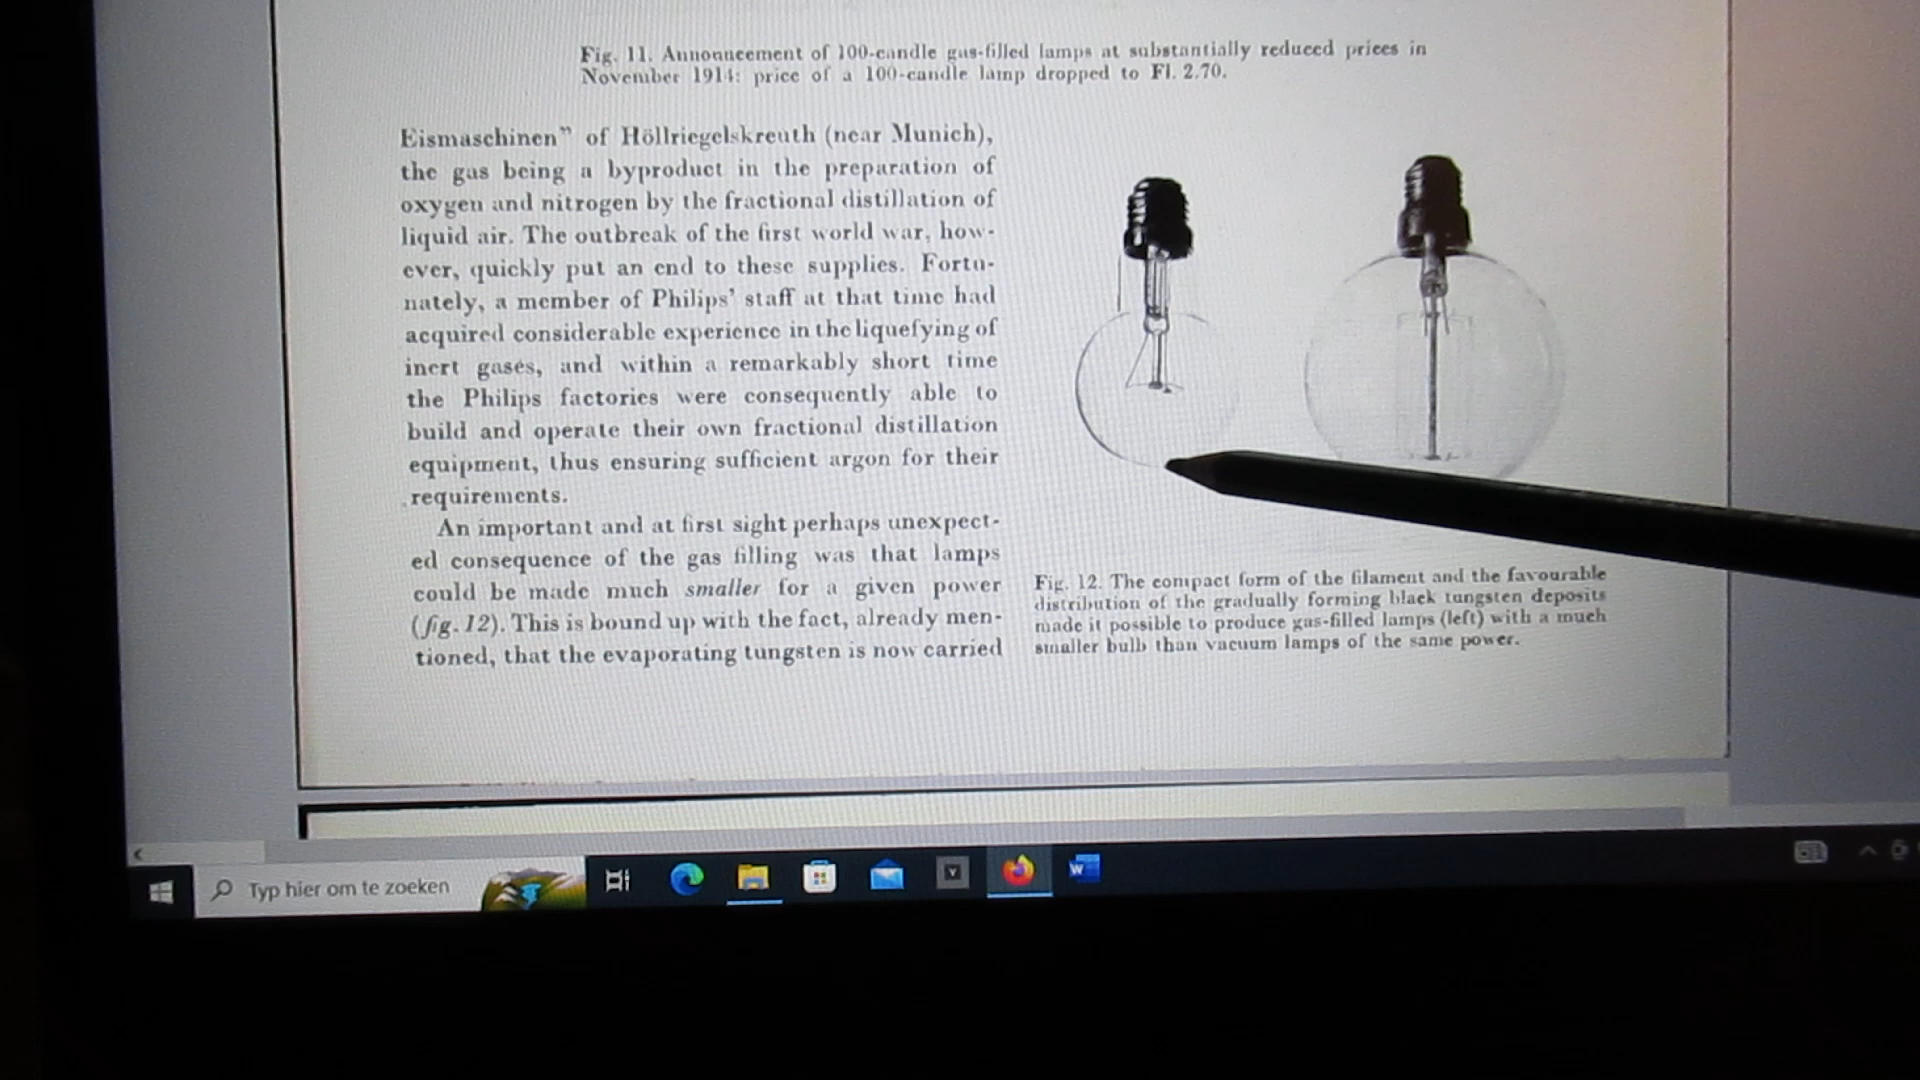 Fig. 11. Announcement of 100-candle gas-filled lamps at substantially reduced prices in
November 1914: price of a 100-candle lamp dropped to Fl. 2.70.
Eismaschinen” of Höllriegelskreuth (near Munich),
the gas being a byproduct in the preparation of
oxygen and nitrogen by the fractional distillation of
liquid air. The outbreak of the first world war, how-
ever, quickly put an end to these supplies. Fortu-
nately, a member of Philips’ staff at that time had
acquired considerable experience in the liquefying of
inert gases, and within a remarkably short time
the Philips factories were consequently able to
build and operate their own fractional distillation
equipment, thus ensuring sufficient argon for their
requirements.
An important and at first sight perhaps unexpect-
ed consequence of the gas filling was that lamps
could be made much smaller for a given power
(fig. 12). This is bound up with the fact, already men-
tioned, that the evaporating tungsten is now carried
Fig. 12. The compact form of the filament and the favourable
distribution of the gradually forming black tungsten deposits
made it possible to produce gas-filled lamps (left) with a much
smaller bulb than vacuum lamps of the same power.
Typ hier om te zoeken